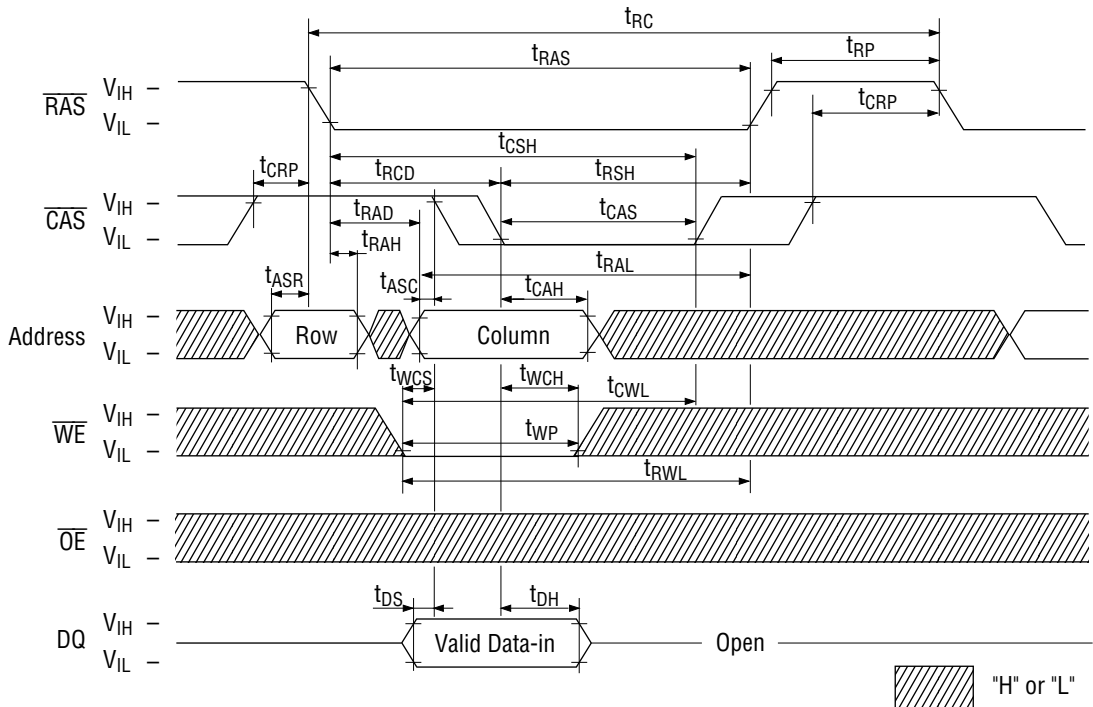 tRC
tRAS
tRP
RAS
VIH –
VIL –
tCRP
tCSH
tCRP
tRCD
tRSH
CAS
VIH –
VIL –
tRAD
tCAS
tRAH
tRAL
tASR
tASC
tCAH
Address
VIH –
VIL –
Row
Column
tWCS
tWCH
tCWL
WE
VIH –
VIL –
tWP
tRWL
OE
VIH –
VIL –
tDS
tDH
DQ
VIH –
VIL –
Valid Data-in
Open
"H" or "L"